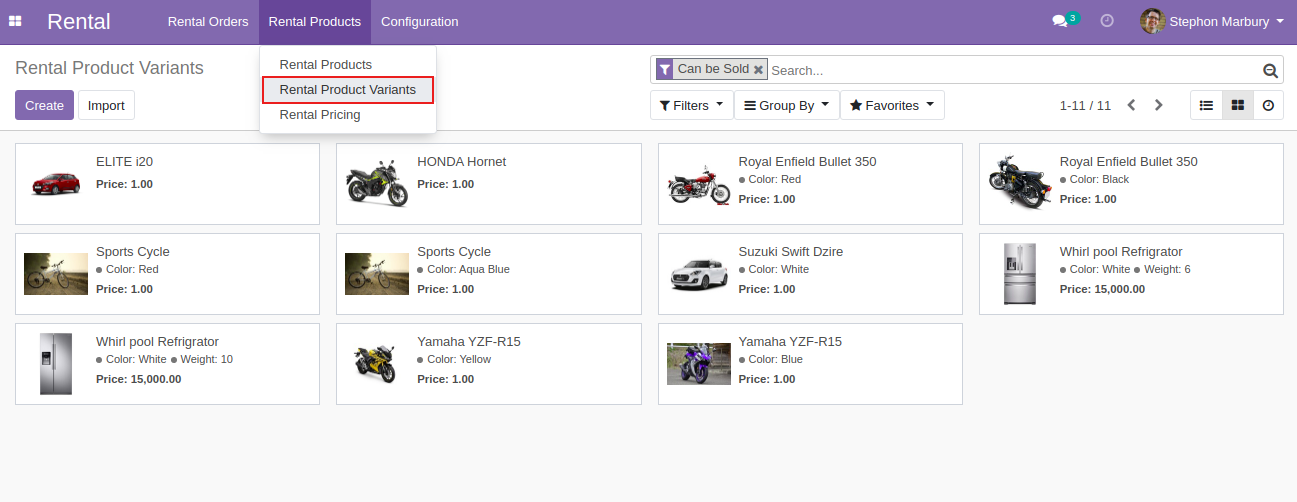 Rental Rental Orders Rental Products Configuration 3 Stephon Marbury
Rental Products
Rental Product Variants
Rental Pricing
Rental Product Variants
Can be Sold Search...
Create Import
Filters Group By Favorites 1-11 / 11
ELITE i20
Price: 1.00
HONDA Hornet
Price: 1.00
Royal Enfield Bullet 350
Color: Red
Price: 1.00
Royal Enfield Bullet 350
Color: Black
Price: 1.00
Sports Cycle
Color: Red
Price: 1.00
Sports Cycle
Color: Aqua Blue
Price: 1.00
Suzuki Swift Dzire
Color: White
Price: 1.00
Whirl pool Refrigrator
Color: White Weight: 6
Price: 15,000.00
Whirl pool Refrigrator
Color: White Weight: 10
Price: 15,000.00
Yamaha YZF-R15
Color: Yellow
Price: 1.00
Yamaha YZF-R15
Color: Blue
Price: 1.00